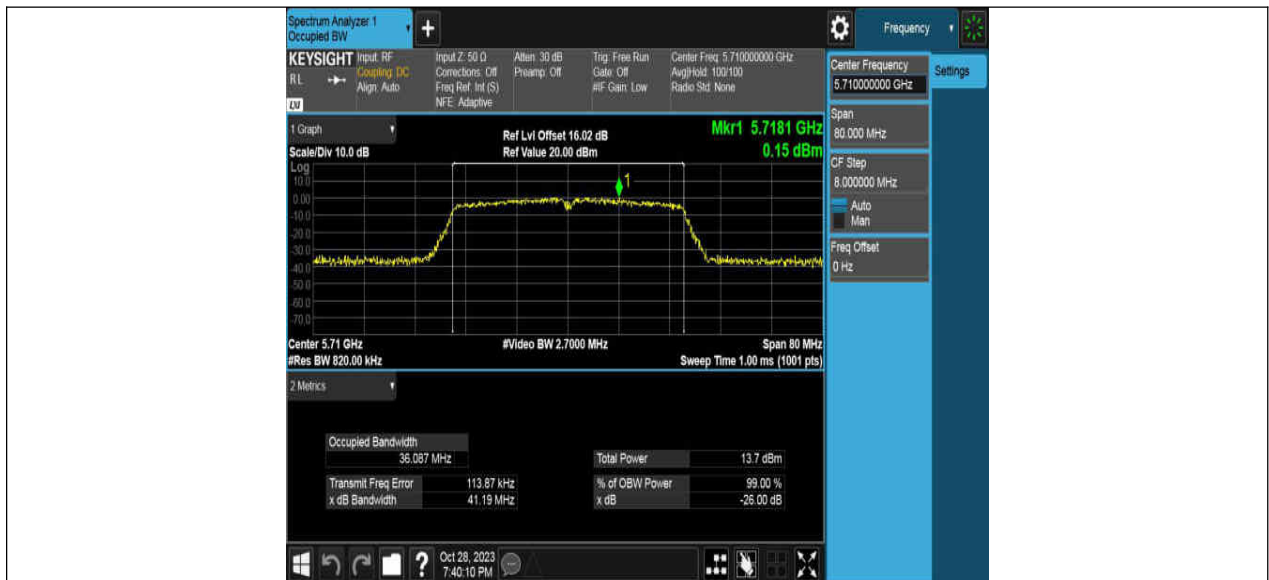 Spectrum Analyzer 1
Occupied BW
Frequency
KEYSIGHT
RL
LXI
Input: RF
Coupling: DC
Align: Auto
Input Z: 50 Ω
Corrections: Off
Freq Ref: Int (S)
NFE: Adaptive
Atten: 30 dB
Preamp: Off
Trig: Free Run
Gate: Off
#IF Gain: Low
Center Freq: 5.710000000 GHz
Avg|Hold: 100/100
Radio Std: None
Center Frequency
5.710000000 GHz
Settings
Span
80.000 MHz
CF Step
8.000000 MHz
Auto
Man
Freq Offset
0 Hz
1 Graph
Scale/Div 10.0 dB
Ref Lvl Offset 16.02 dB
Ref Value 20.00 dBm
Mkr1 5.7181 GHz
0.15 dBm
Log
10.0
0.00
-10.0
-20.0
-30.0
-40.0
-50.0
-60.0
-70.0
1
Center 5.71 GHz
#Res BW 820.00 kHz
#Video BW 2.7000 MHz
Span 80 MHz
Sweep Time 1.00 ms (1001 pts)
2 Metrics
Occupied Bandwidth
36.087 MHz
Total Power 13.7 dBm
Transmit Freq Error 113.87 kHz
% of OBW Power 99.00 %
x dB Bandwidth 41.19 MHz
x dB -26.00 dB
?
Oct 28, 2023
7:40:10 PM